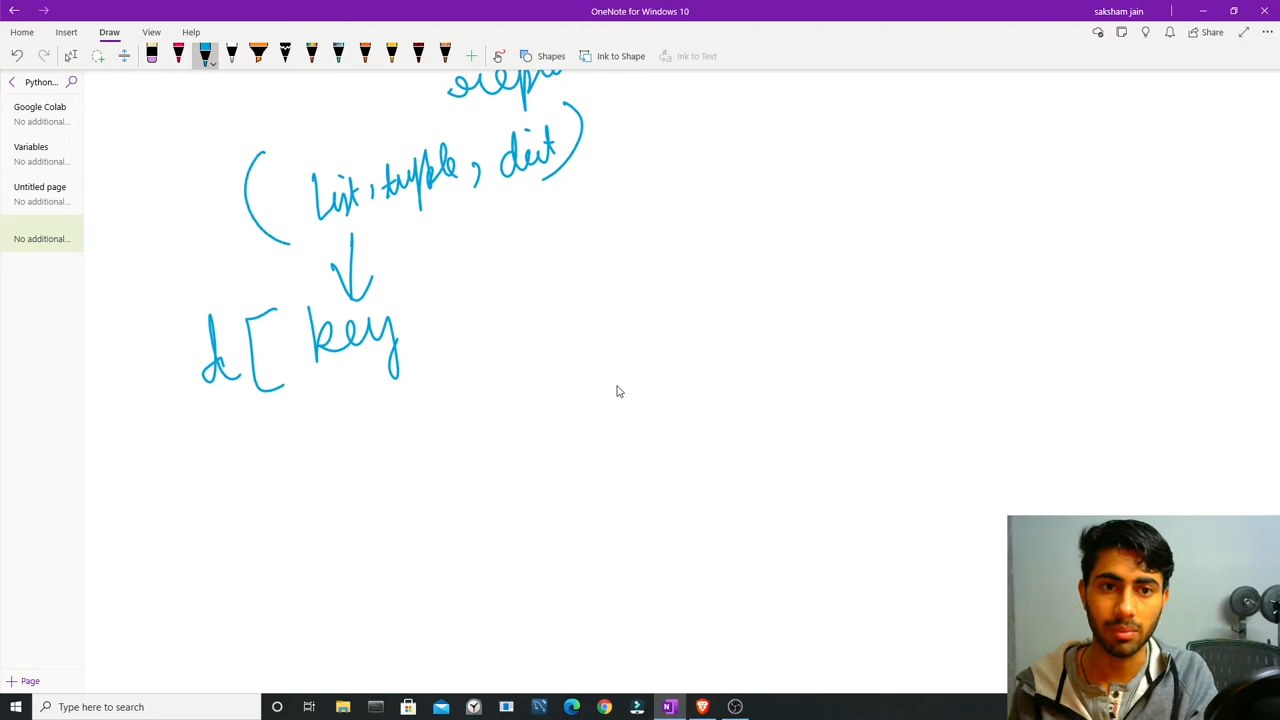 OneNote for Windows 10
saksham jain
Home Insert Draw View Help
Share
Shapes
Ink to Shape
Ink to Text
Python...
Google Colab
No additional...
Variables
No additional...
Untitled page
No additional...
No additional...
(List, tuple, dict)
d[ key
Page
Type here to search